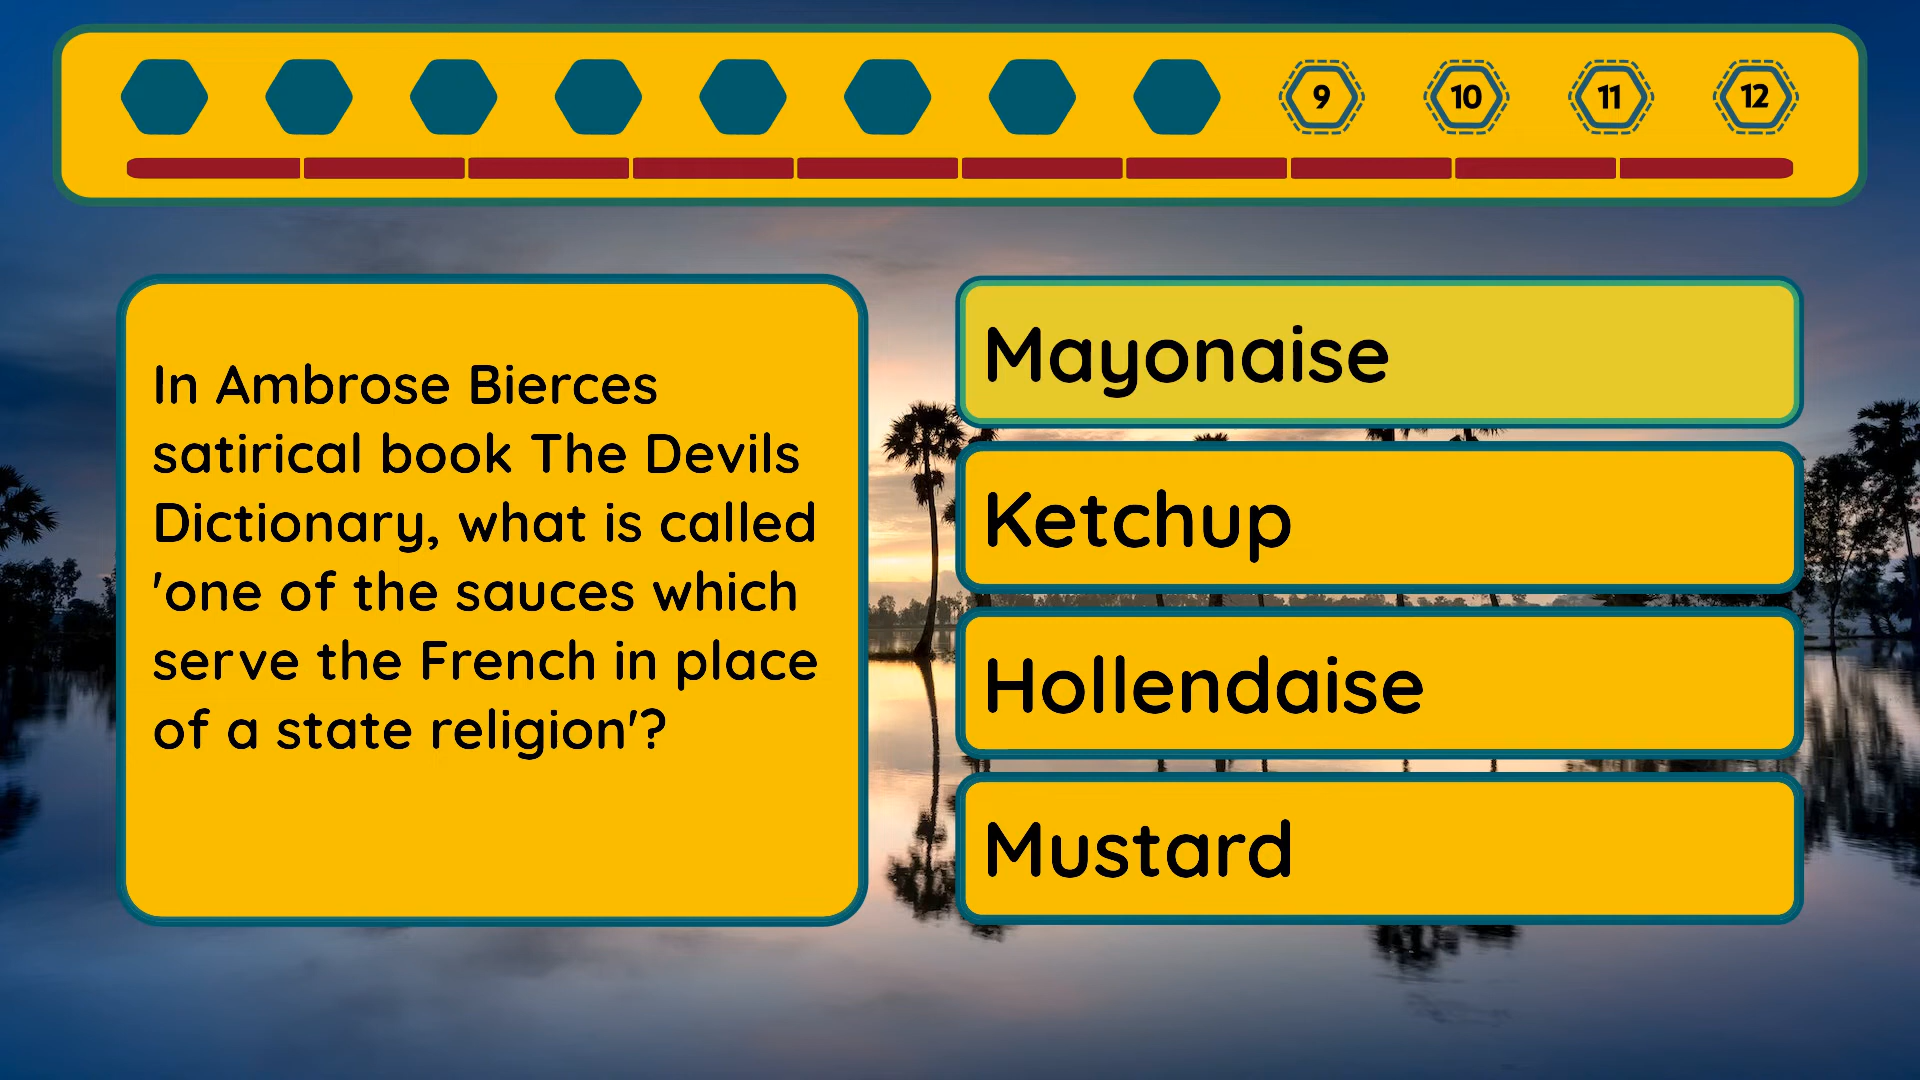 9 10 11 12
In Ambrose Bierces
satirical book The Devils
Dictionary, what is called
'one of the sauces which
serve the French in place
of a state religion'?
Mayonaise
Ketchup
Hollendaise
Mustard